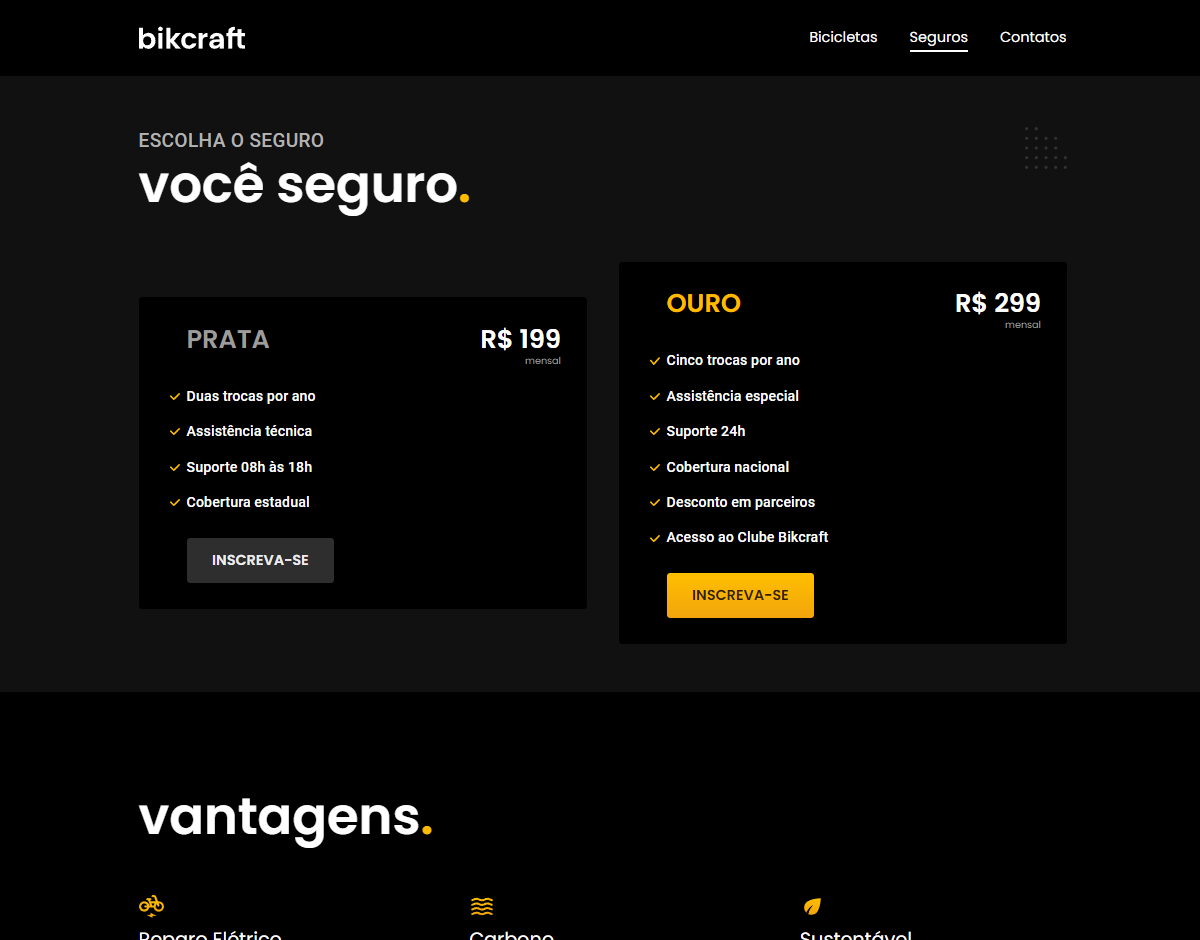 bikcraft
Bicicletas
Seguros
Contatos
ESCOLHA O SEGURO
você seguro.
PRATA
R$ 199
mensal
Duas trocas por ano
Assistência técnica
Suporte 08h às 18h
Cobertura estadual
INSCREVA-SE
OURO
R$ 299
mensal
Cinco trocas por ano
Assistência especial
Suporte 24h
Cobertura nacional
Desconto em parceiros
Acesso ao Clube Bikcraft
INSCREVA-SE
vantagens.
Reparo Elétrico
Carbono
Sustentável